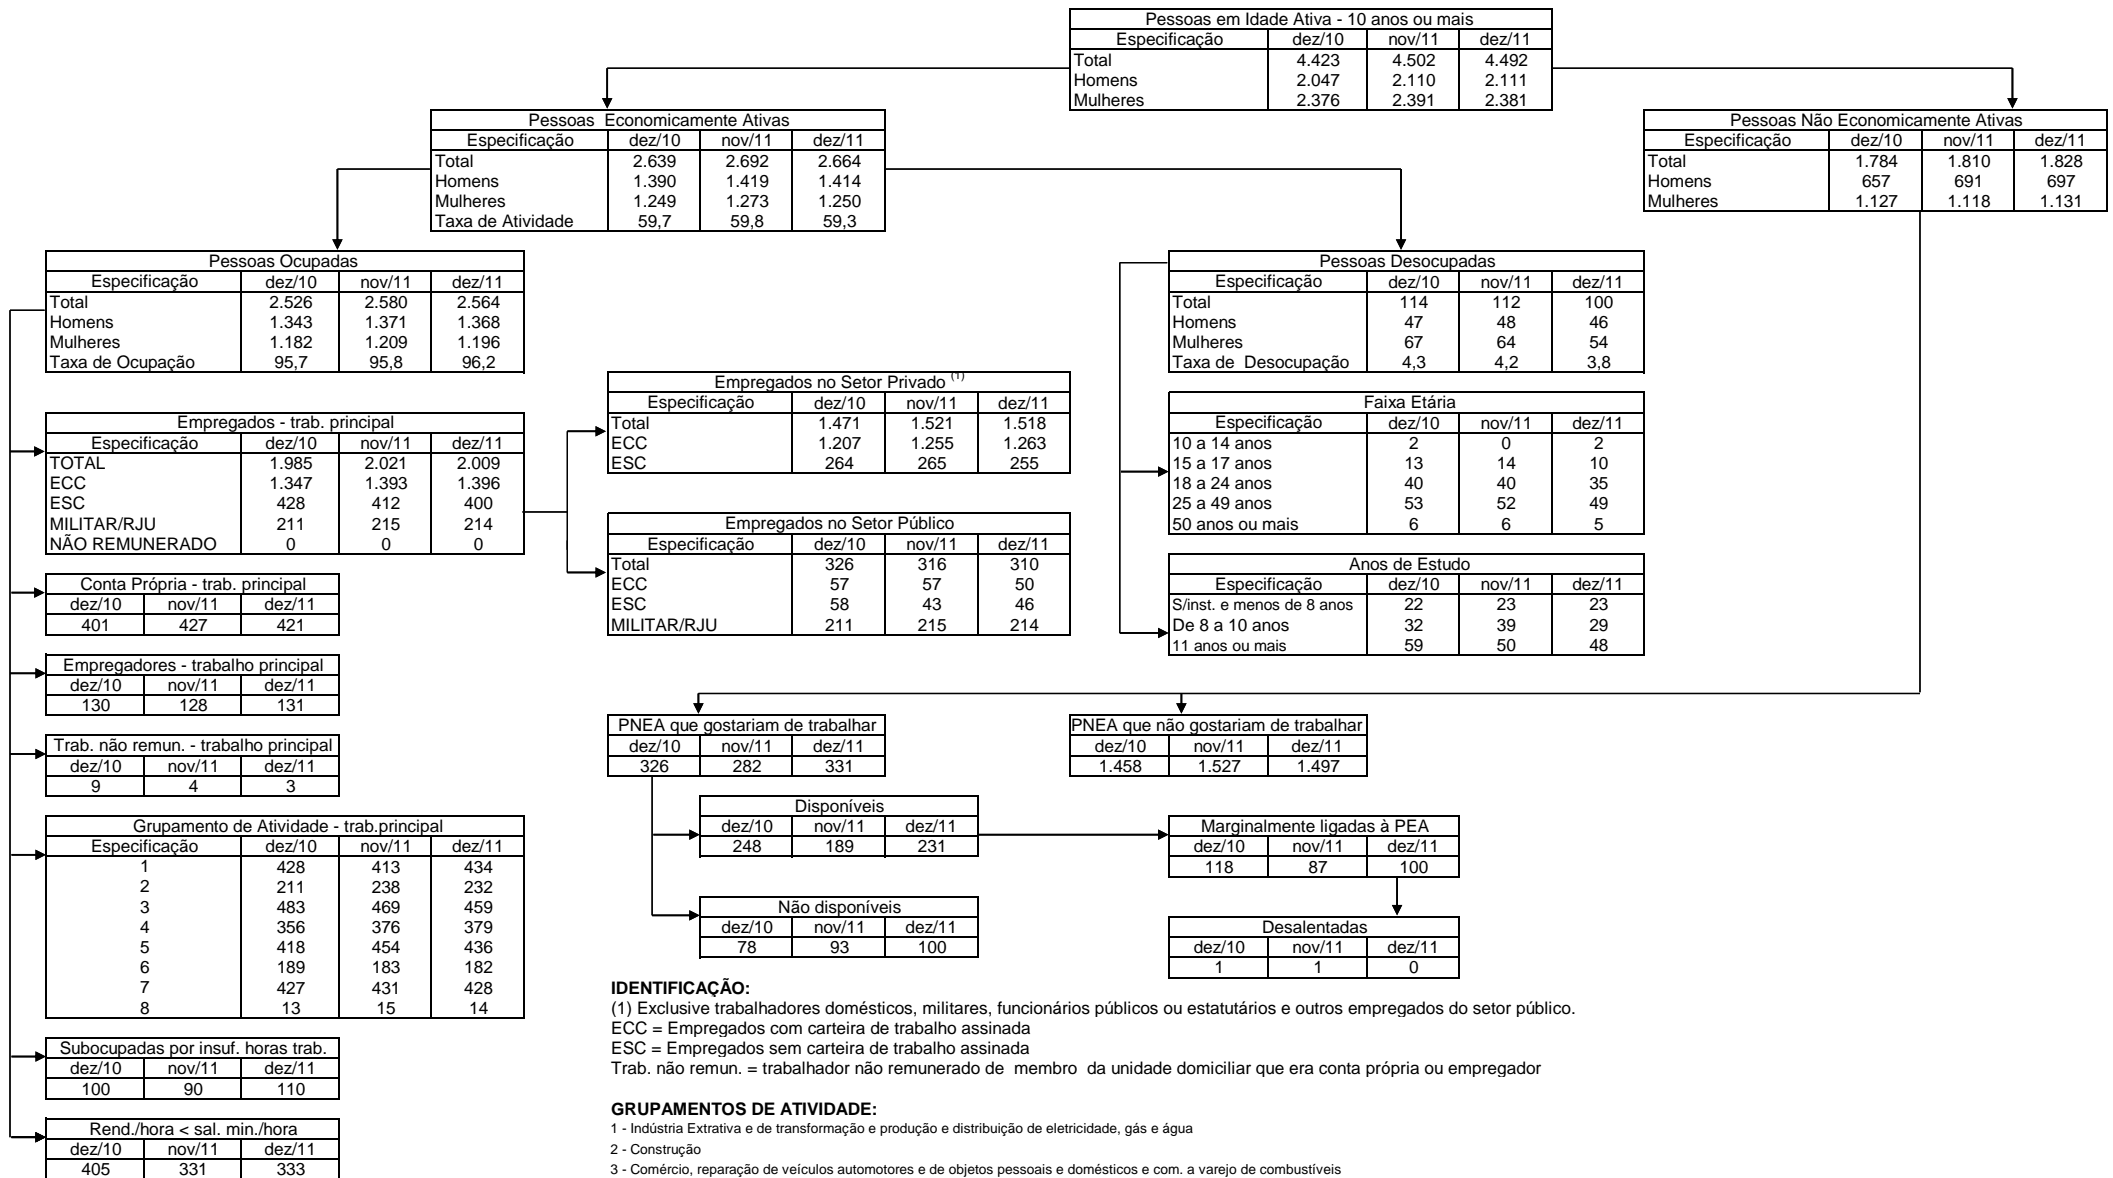 Pessoas em Idade Ativa - 10 anos ou mais
Especificação dez/10 nov/11 dez/11
Total 4.423 4.502 4.492
Homens 2.047 2.110 2.111
Mulheres 2.376 2.391 2.381
Pessoas Economicamente Ativas
Especificação dez/10 nov/11 dez/11
Total 2.639 2.692 2.664
Homens 1.390 1.419 1.414
Mulheres 1.249 1.273 1.250
Taxa de Atividade 59,7 59,8 59,3
Pessoas Não Economicamente Ativas
Especificação dez/10 nov/11 dez/11
Total 1.784 1.810 1.828
Homens 657 691 697
Mulheres 1.127 1.118 1.131
Pessoas Ocupadas
Especificação dez/10 nov/11 dez/11
Total 2.526 2.580 2.564
Homens 1.343 1.371 1.368
Mulheres 1.182 1.209 1.196
Taxa de Ocupação 95,7 95,8 96,2
Pessoas Desocupadas
Especificação dez/10 nov/11 dez/11
Total 114 112 100
Homens 47 48 46
Mulheres 67 64 54
Taxa de Desocupação 4,3 4,2 3,8
Empregados - trab. principal
Especificação dez/10 nov/11 dez/11
TOTAL 1.985 2.021 2.009
ECC 1.347 1.393 1.396
ESC 428 412 400
MILITAR/RJU 211 215 214
NÃO REMUNERADO 0 0 0
Empregados no Setor Privado (1)
Especificação dez/10 nov/11 dez/11
Total 1.471 1.521 1.518
ECC 1.207 1.255 1.263
ESC 264 265 255
Empregados no Setor Público
Especificação dez/10 nov/11 dez/11
Total 326 316 310
ECC 57 57 50
ESC 58 43 46
MILITAR/RJU 211 215 214
Faixa Etária
Especificação dez/10 nov/11 dez/11
10 a 14 anos 2 0 2
15 a 17 anos 13 14 10
18 a 24 anos 40 40 35
25 a 49 anos 53 52 49
50 anos ou mais 6 6 5
Anos de Estudo
Especificação dez/10 nov/11 dez/11
S/inst. e menos de 8 anos 22 23 23
De 8 a 10 anos 32 39 29
11 anos ou mais 59 50 48
Conta Própria - trab. principal
dez/10 nov/11 dez/11
401 427 421
Empregadores - trabalho principal
dez/10 nov/11 dez/11
130 128 131
Trab. não remun. - trabalho principal
dez/10 nov/11 dez/11
9 4 3
Grupamento de Atividade - trab.principal
Especificação dez/10 nov/11 dez/11
1 428 413 434
2 211 238 232
3 483 469 459
4 356 376 379
5 418 454 436
6 189 183 182
7 427 431 428
8 13 15 14
Subocupadas por insuf. horas trab.
dez/10 nov/11 dez/11
100 90 110
Rend./hora < sal. min./hora
dez/10 nov/11 dez/11
405 331 333
PNEA que gostariam de trabalhar
dez/10 nov/11 dez/11
326 282 331
PNEA que não gostariam de trabalhar
dez/10 nov/11 dez/11
1.458 1.527 1.497
Disponíveis
dez/10 nov/11 dez/11
248 189 231
Marginalmente ligadas à PEA
dez/10 nov/11 dez/11
118 87 100
Não disponíveis
dez/10 nov/11 dez/11
78 93 100
Desalentadas
dez/10 nov/11 dez/11
1 1 0
IDENTIFICAÇÃO:
(1) Exclusive trabalhadores domésticos, militares, funcionários públicos ou estatutários e outros empregados do setor público.
ECC = Empregados com carteira de trabalho assinada
ESC = Empregados sem carteira de trabalho assinada
Trab. não remun. = trabalhador não remunerado de membro da unidade domiciliar que era conta própria ou empregador
GRUPAMENTOS DE ATIVIDADE:
1 - Indústria Extrativa e de transformação e produção e distribuição de eletricidade, gás e água
2 - Construção
3 - Comércio, reparação de veículos automotores e de objetos pessoais e domésticos e com. a varejo de combustíveis